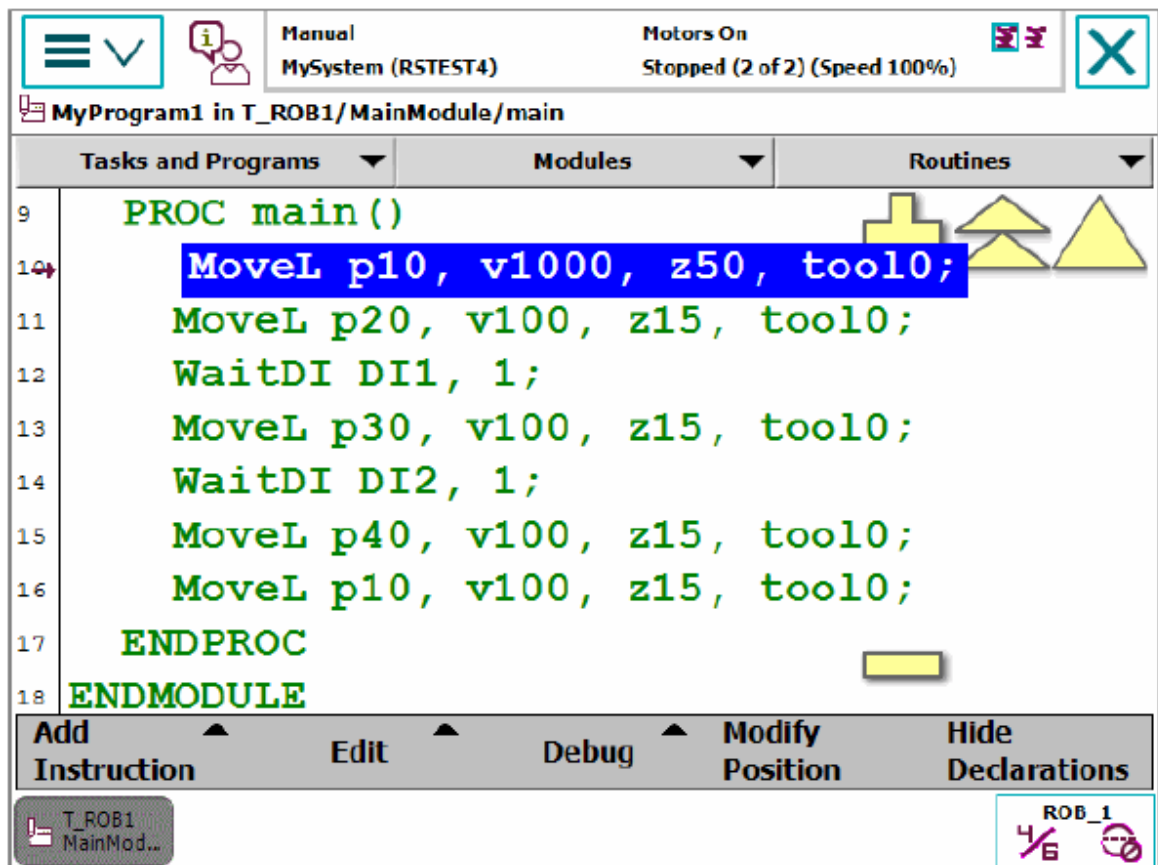 Manual
Motors On
MySystem (RSTEST4)
Stopped (2 of 2) (Speed 100%)
MyProgram1 in T_ROB1/MainModule/main
Tasks and Programs
Modules
Routines
9 PROC main()
10 MoveL p10, v1000, z50, tool0;
11 MoveL p20, v100, z15, tool0;
12 WaitDI DI1, 1;
13 MoveL p30, v100, z15, tool0;
14 WaitDI DI2, 1;
15 MoveL p40, v100, z15, tool0;
16 MoveL p10, v100, z15, tool0;
17 ENDPROC
18 ENDMODULE
Add Instruction
Edit
Debug
Modify Position
Hide Declarations
T_ROB1
MainMod...
ROB_1